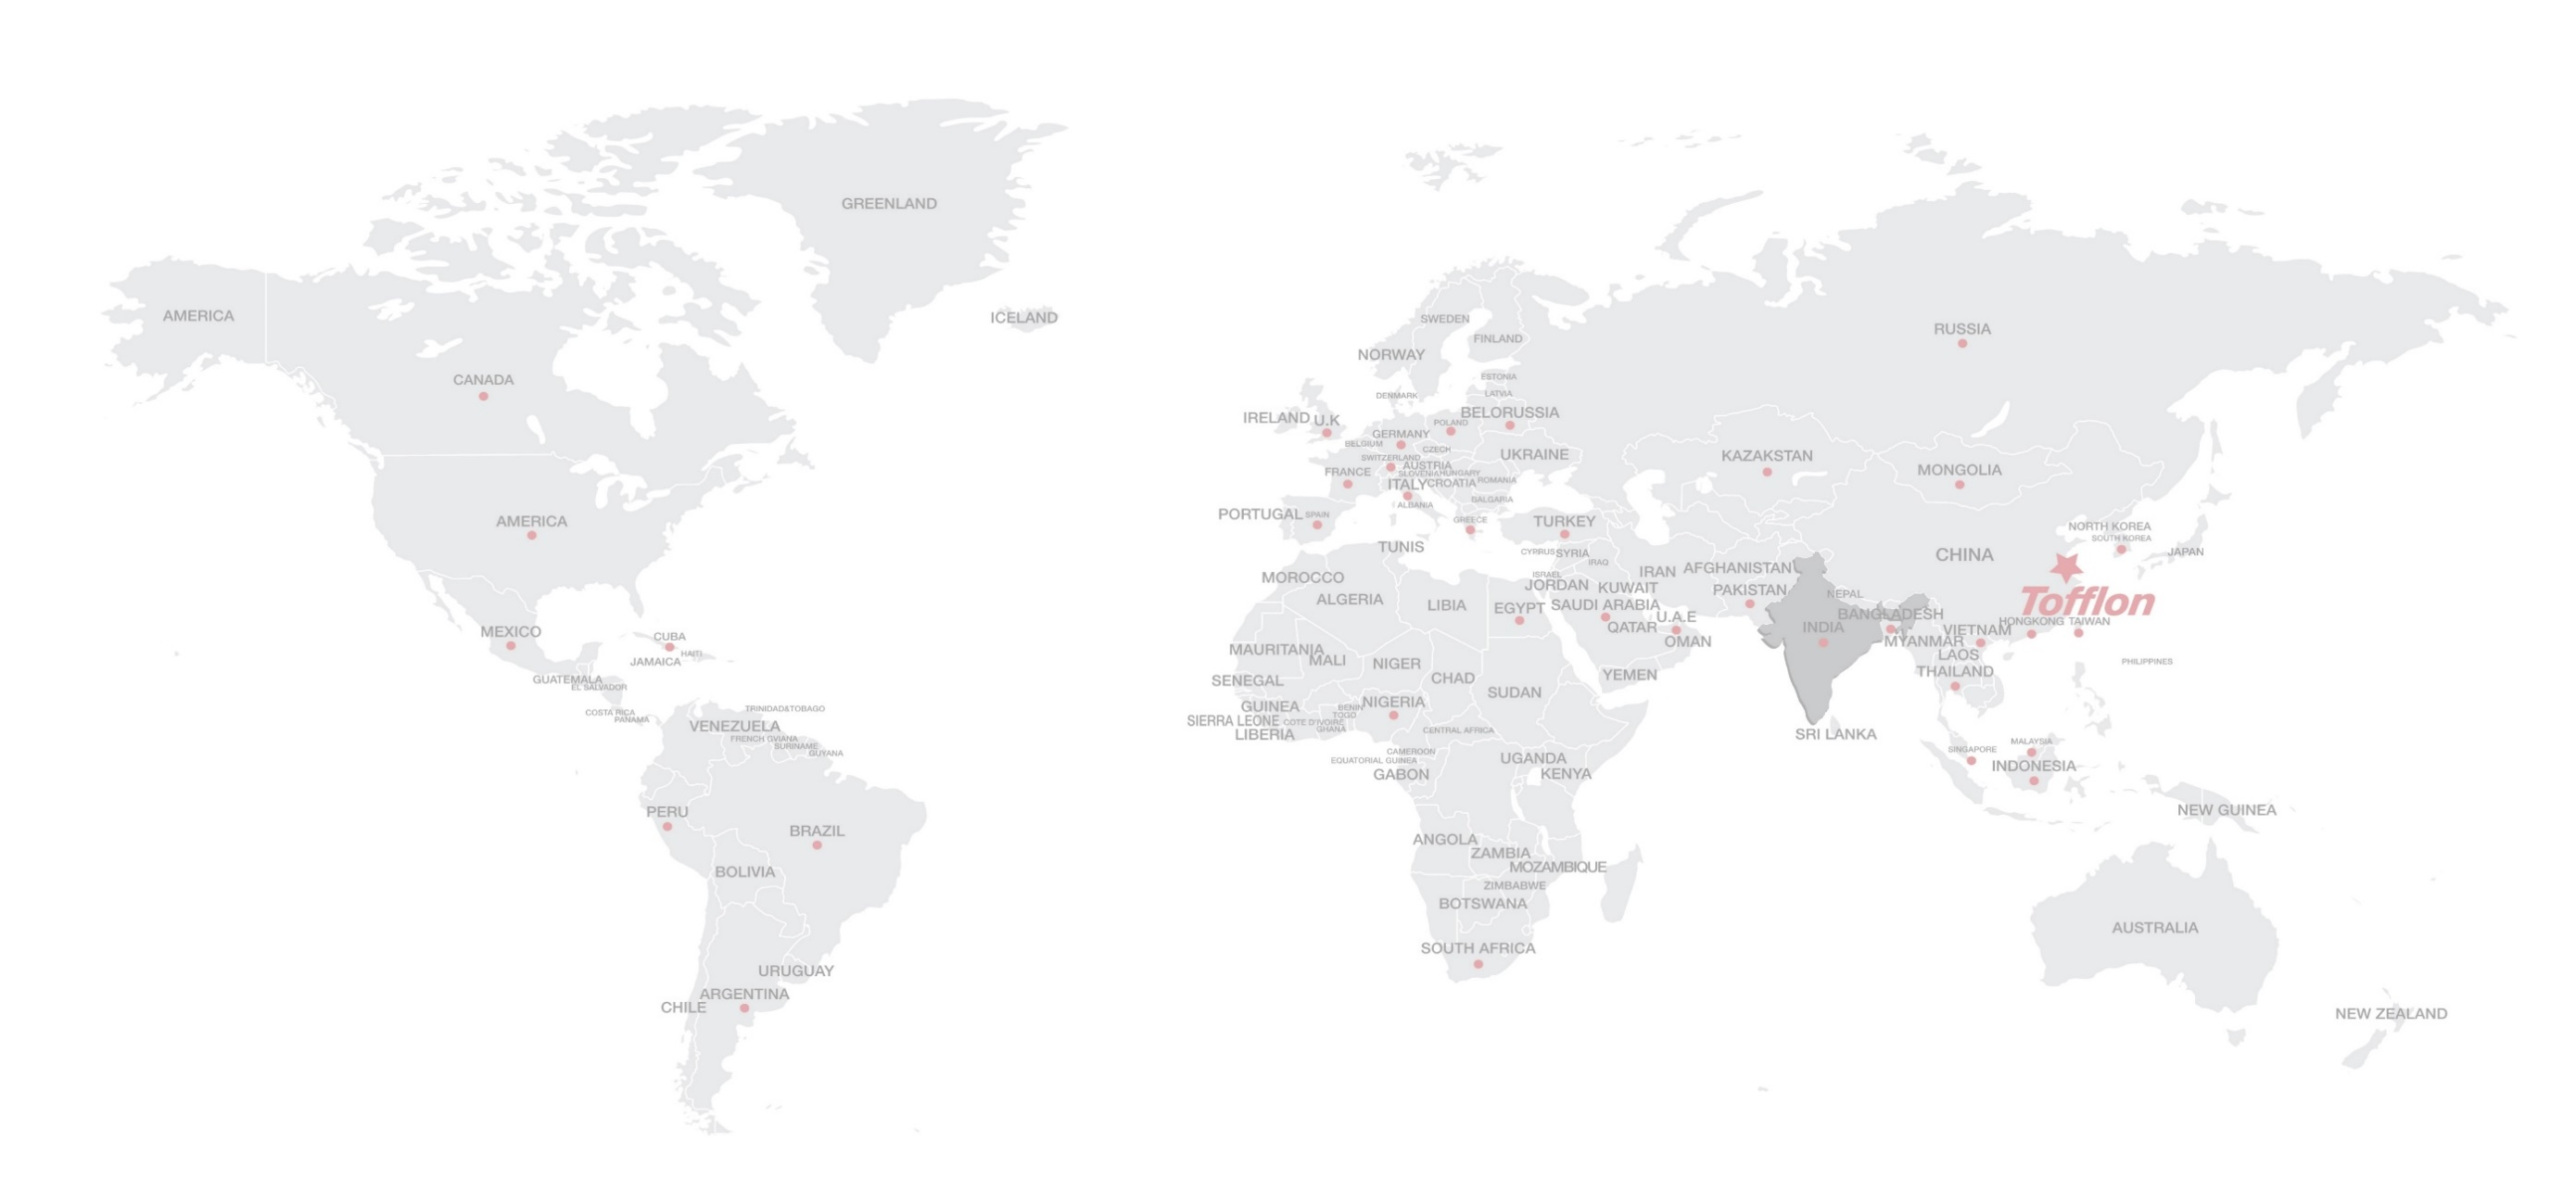 GREENLAND
ICELAND
AMERICA
CANADA
AMERICA
MEXICO
CUBA
HAITI
JAMAICA
GUATEMALA
EL SALVADOR
COSTA RICA
PANAMA
TRINIDAD&TOBAGO
VENEZUELA
FRENCH GVIANA
SURINAME
GUYANA
PERU
BRAZIL
BOLIVIA
URUGUAY
ARGENTINA
CHILE
SWEDEN
FINLAND
NORWAY
ESTONIA
LATVIA
DENMARK
IRELAND
U.K
BELORUSSIA
POLAND
GERMANY
BELGIUM
CZECH
UKRAINE
SWITZERLAND
AUSTRIA
FRANCE
SLOVENIA
HUNGARY
ROMANIA
ITALY
CROATIA
BALGARIA
ALBANIA
PORTUGAL
SPAIN
GREECE
TURKEY
TUNIS
CYPRUS
SYRIA
IRAQ
ISRAEL
JORDAN
KUWAIT
IRAN
AFGHANISTAN
PAKISTAN
MOROCCO
ALGERIA
LIBIA
EGYPT
SAUDI ARABIA
U.A.E
QATAR
OMAN
YEMEN
MAURITANIA
MALI
NIGER
CHAD
SUDAN
SENEGAL
GUINEA
SIERRA LEONE
LIBERIA
COTE D'IVOIRE
GHANA
BENIN
TOGO
NIGERIA
CENTRAL AFRICA
CAMEROON
EQUATORIAL GUINEA
GABON
UGANDA
KENYA
ANGOLA
ZAMBIA
MOZAMBIQUE
ZIMBABWE
BOTSWANA
SOUTH AFRICA
RUSSIA
KAZAKSTAN
MONGOLIA
CHINA
NORTH KOREA
SOUTH KOREA
JAPAN
Tofflon
NEPAL
BANGLADESH
INDIA
HONGKONG
TAIWAN
VIETNAM
MYANMAR
LAOS
THAILAND
PHILIPPINES
SRI LANKA
MALAYSIA
SINGAPORE
INDONESIA
NEW GUINEA
AUSTRALIA
NEW ZEALAND